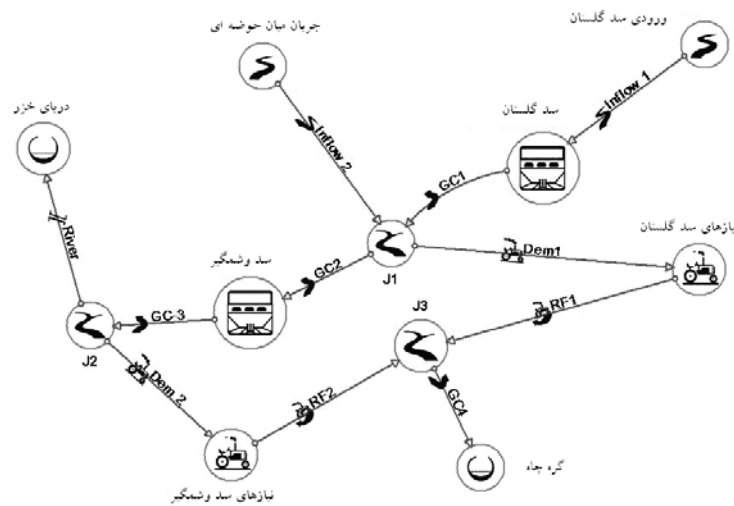 جریان میان حوضه ای
ورودی سد گلستان
دریای خزر
سد گلستان
Inflow 1
Inflow 2
GC1
نیازهای سد گلستان
Dem1
River
سد وشمگیر
GC2
J1
RF1
J3
GC 3
J2
Dem 2
RF2
GC4
گره چاه
نیازهای سد وشمگیر